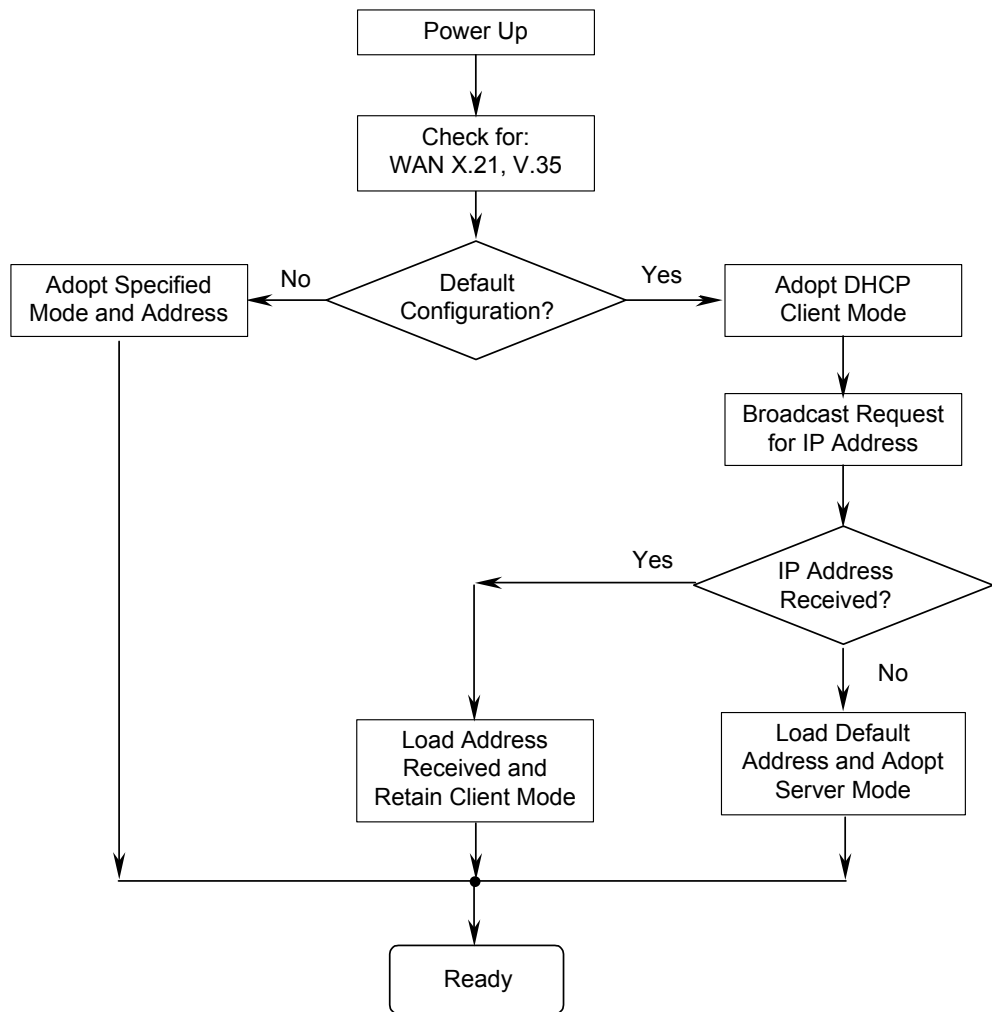 Power Up
Check for:
WAN X.21, V.35
Default
Configuration?
No
Yes
Adopt Specified
Mode and Address
Adopt DHCP
Client Mode
Broadcast Request
for IP Address
IP Address
Received?
Yes
No
Load Address
Received and
Retain Client Mode
Load Default
Address and Adopt
Server Mode
Ready